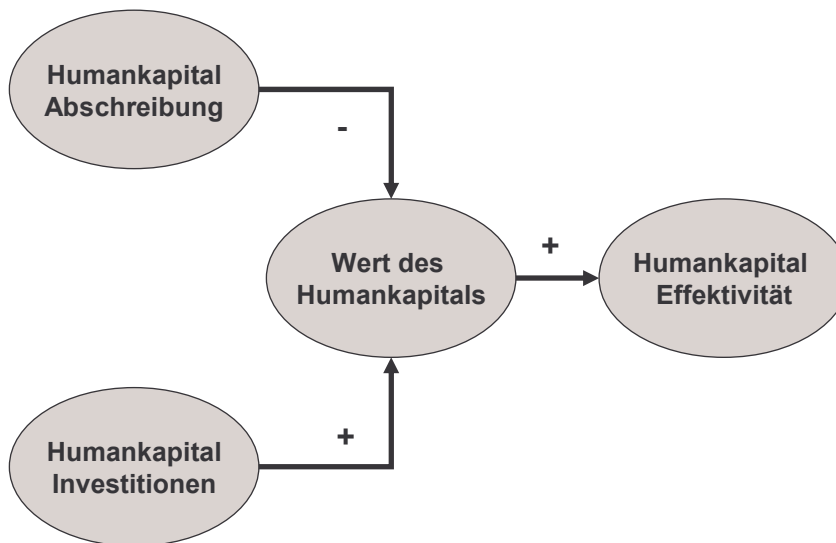 Humankapital
Abschreibung
-
Wert des
Humankapitals
+
Humankapital
Effektivität
+
Humankapital
Investitionen